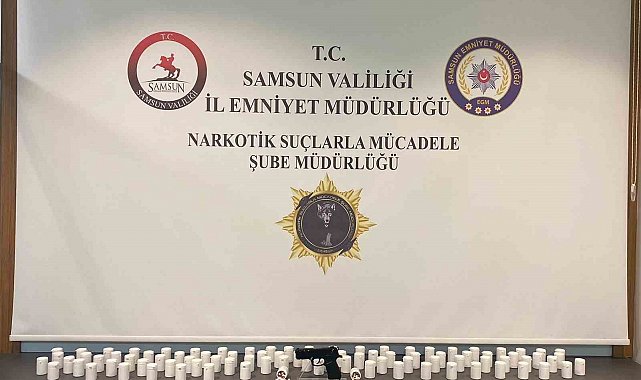 T.C.
SAMSUN VALİLİĞİ
İL EMNİYET MÜDÜRLÜĞÜ
NARKOTİK SUÇLARLA MÜCADELE
ŞUBE MÜDÜRLÜĞÜ
T.C.
SAMSUN
SAMSUN VALİLİĞİ
SAMSUN EMNİYET MÜDÜRLÜĞÜ
EGM